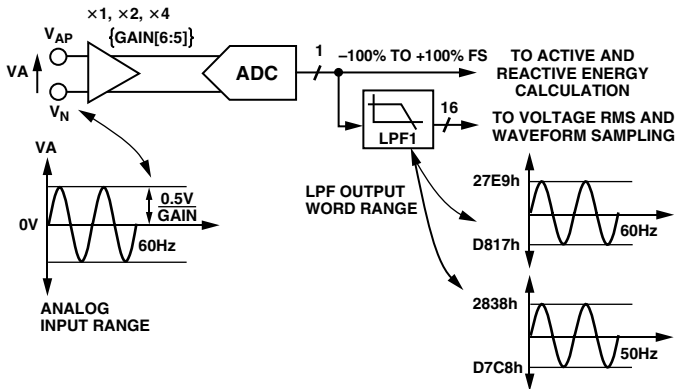 ×1, ×2, ×4
{GAIN[6:5]}
VAP
VA
VN
ADC
1
–100% TO +100% FS
TO ACTIVE AND
REACTIVE ENERGY
CALCULATION
16
LPF1
TO VOLTAGE RMS AND
WAVEFORM SAMPLING
VA
0.5V
GAIN
0V
60Hz
ANALOG
INPUT RANGE
LPF OUTPUT
WORD RANGE
27E9h
60Hz
D817h
2838h
50Hz
D7C8h